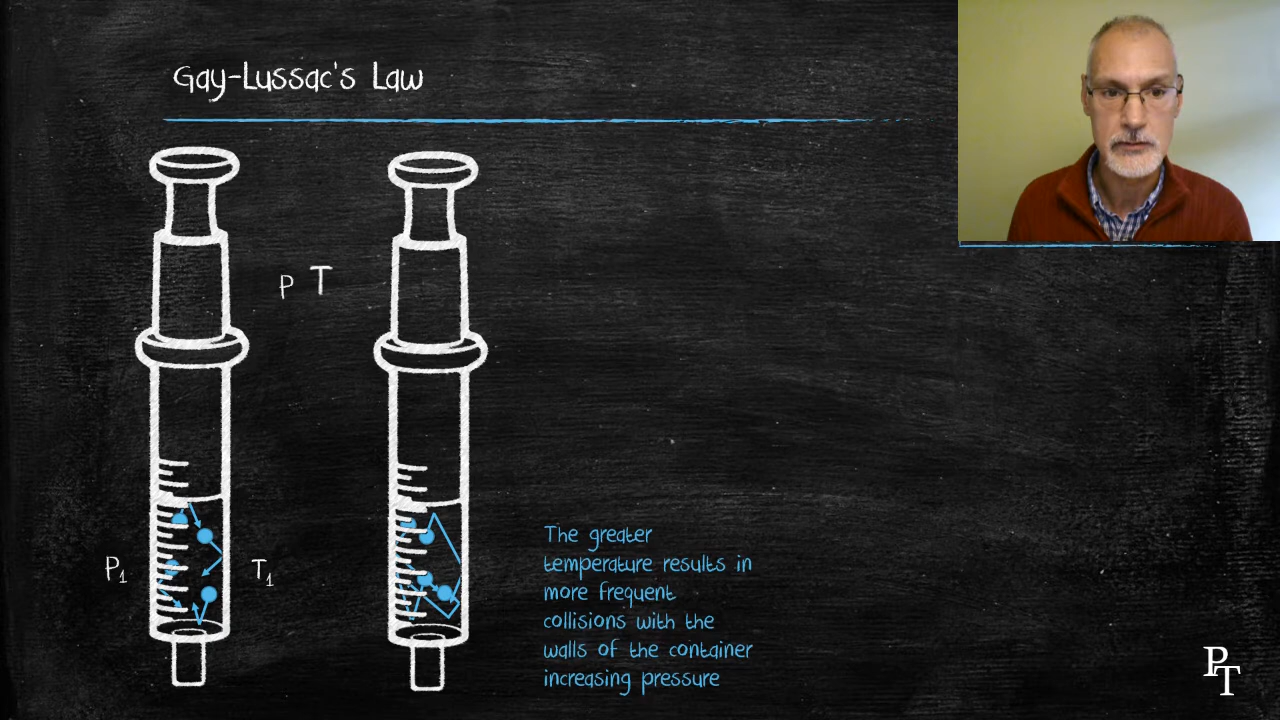 Gay-Lussac's Law
P T
P1
T1
The greater
temperature results in
more frequent
collisions with the
walls of the container
increasing pressure
PT